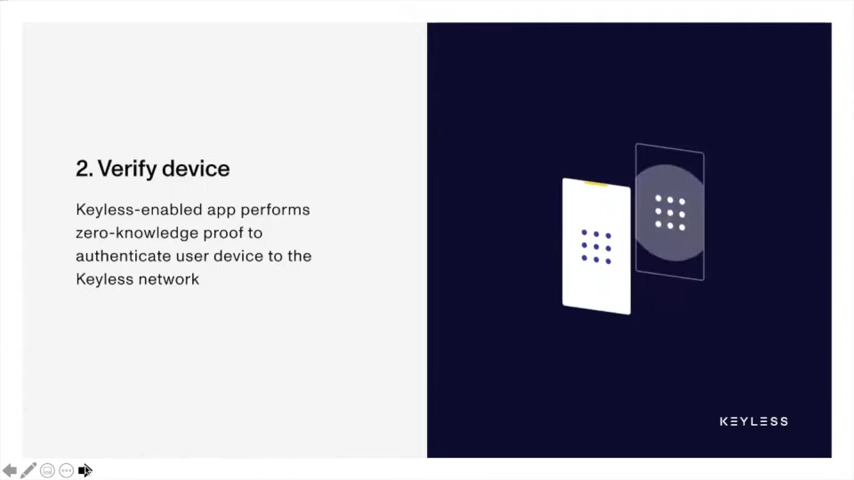 2. Verify device
Keyless-enabled app performs
zero-knowledge proof to
authenticate user device to the
Keyless network
KEYLESS